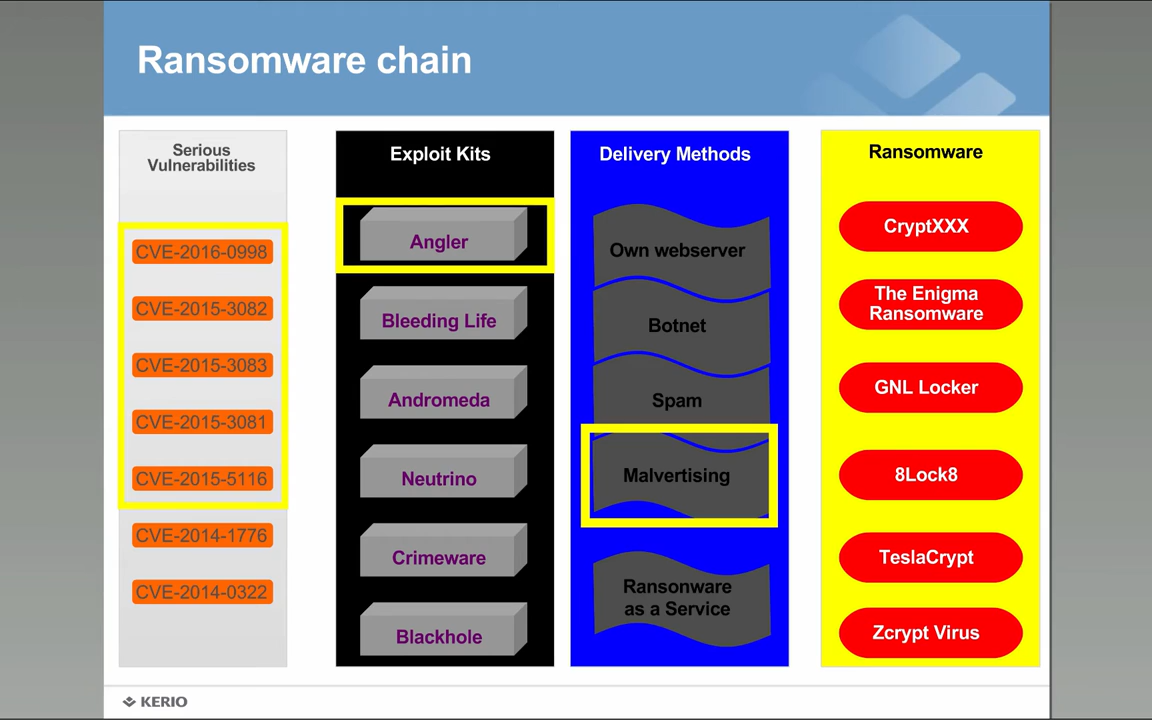 Ransomware chain
Serious
Vulnerabilities
CVE-2016-0998
CVE-2015-3082
CVE-2015-3083
CVE-2015-3081
CVE-2015-5116
CVE-2014-1776
CVE-2014-0322
Exploit Kits
Angler
Bleeding Life
Andromeda
Neutrino
Crimeware
Blackhole
Delivery Methods
Own webserver
Botnet
Spam
Malvertising
Ransonware
as a Service
Ransomware
CryptXXX
The Enigma
Ransomware
GNL Locker
8Lock8
TeslaCrypt
Zcrypt Virus
KERIO